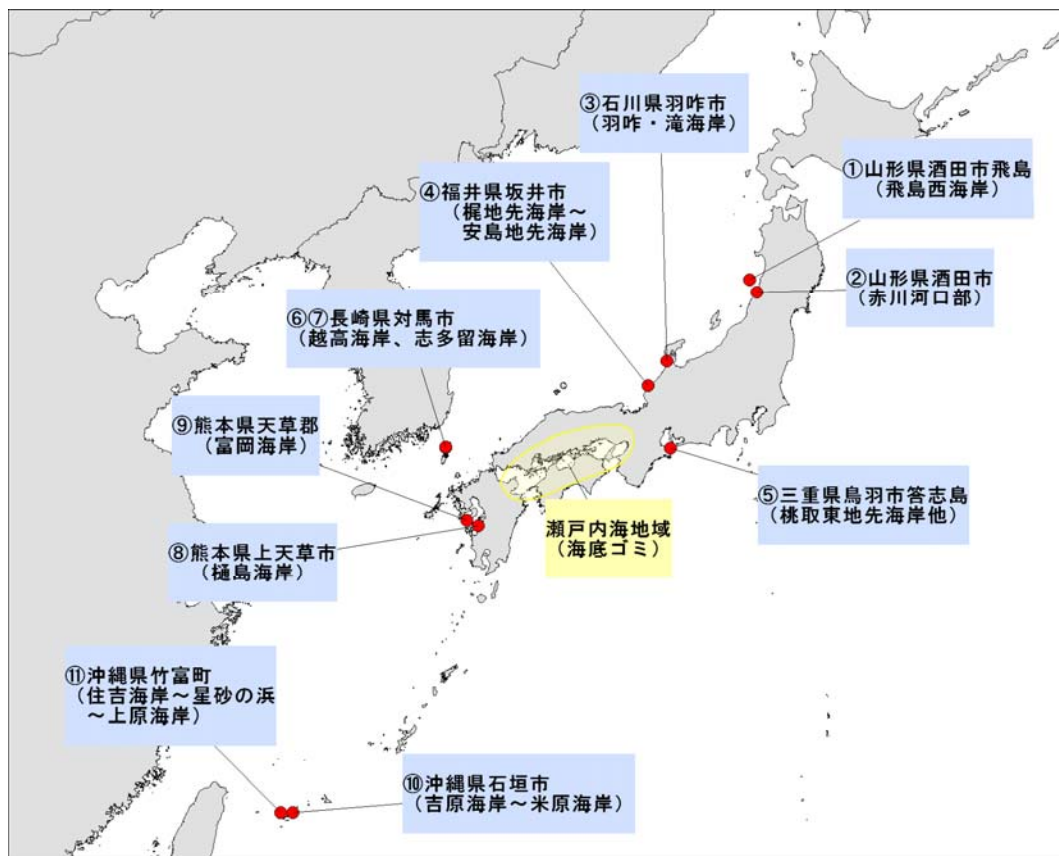 ③石川県羽咋市
（羽咋・滝海岸）
①山形県酒田市飛島
（飛島西海岸）
④福井県坂井市
（梶地先海岸～
安島地先海岸）
②山形県酒田市
（赤川河口部）
⑥⑦長崎県対馬市
（越高海岸、志多留海岸）
⑨熊本県天草郡
（富岡海岸）
⑤三重県鳥羽市答志島
（桃取東地先海岸他）
瀬戸内海地域
（海底ゴミ）
⑧熊本県上天草市
（樋島海岸）
⑪沖縄県竹富町
（住吉海岸～星砂の浜
～上原海岸）
⑩沖縄県石垣市
（吉原海岸～米原海岸）